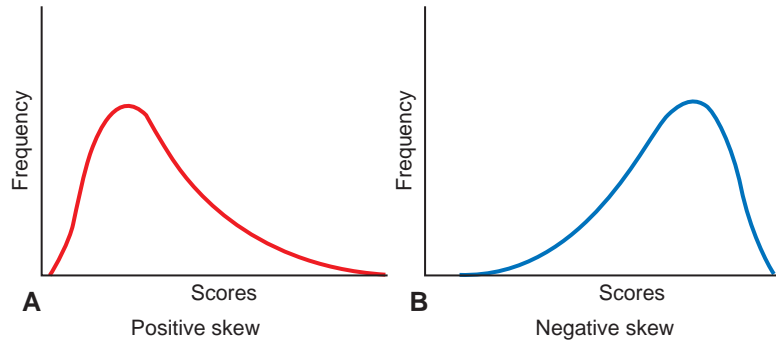 Frequency
A
Scores
Positive skew
Frequency
B
Scores
Negative skew